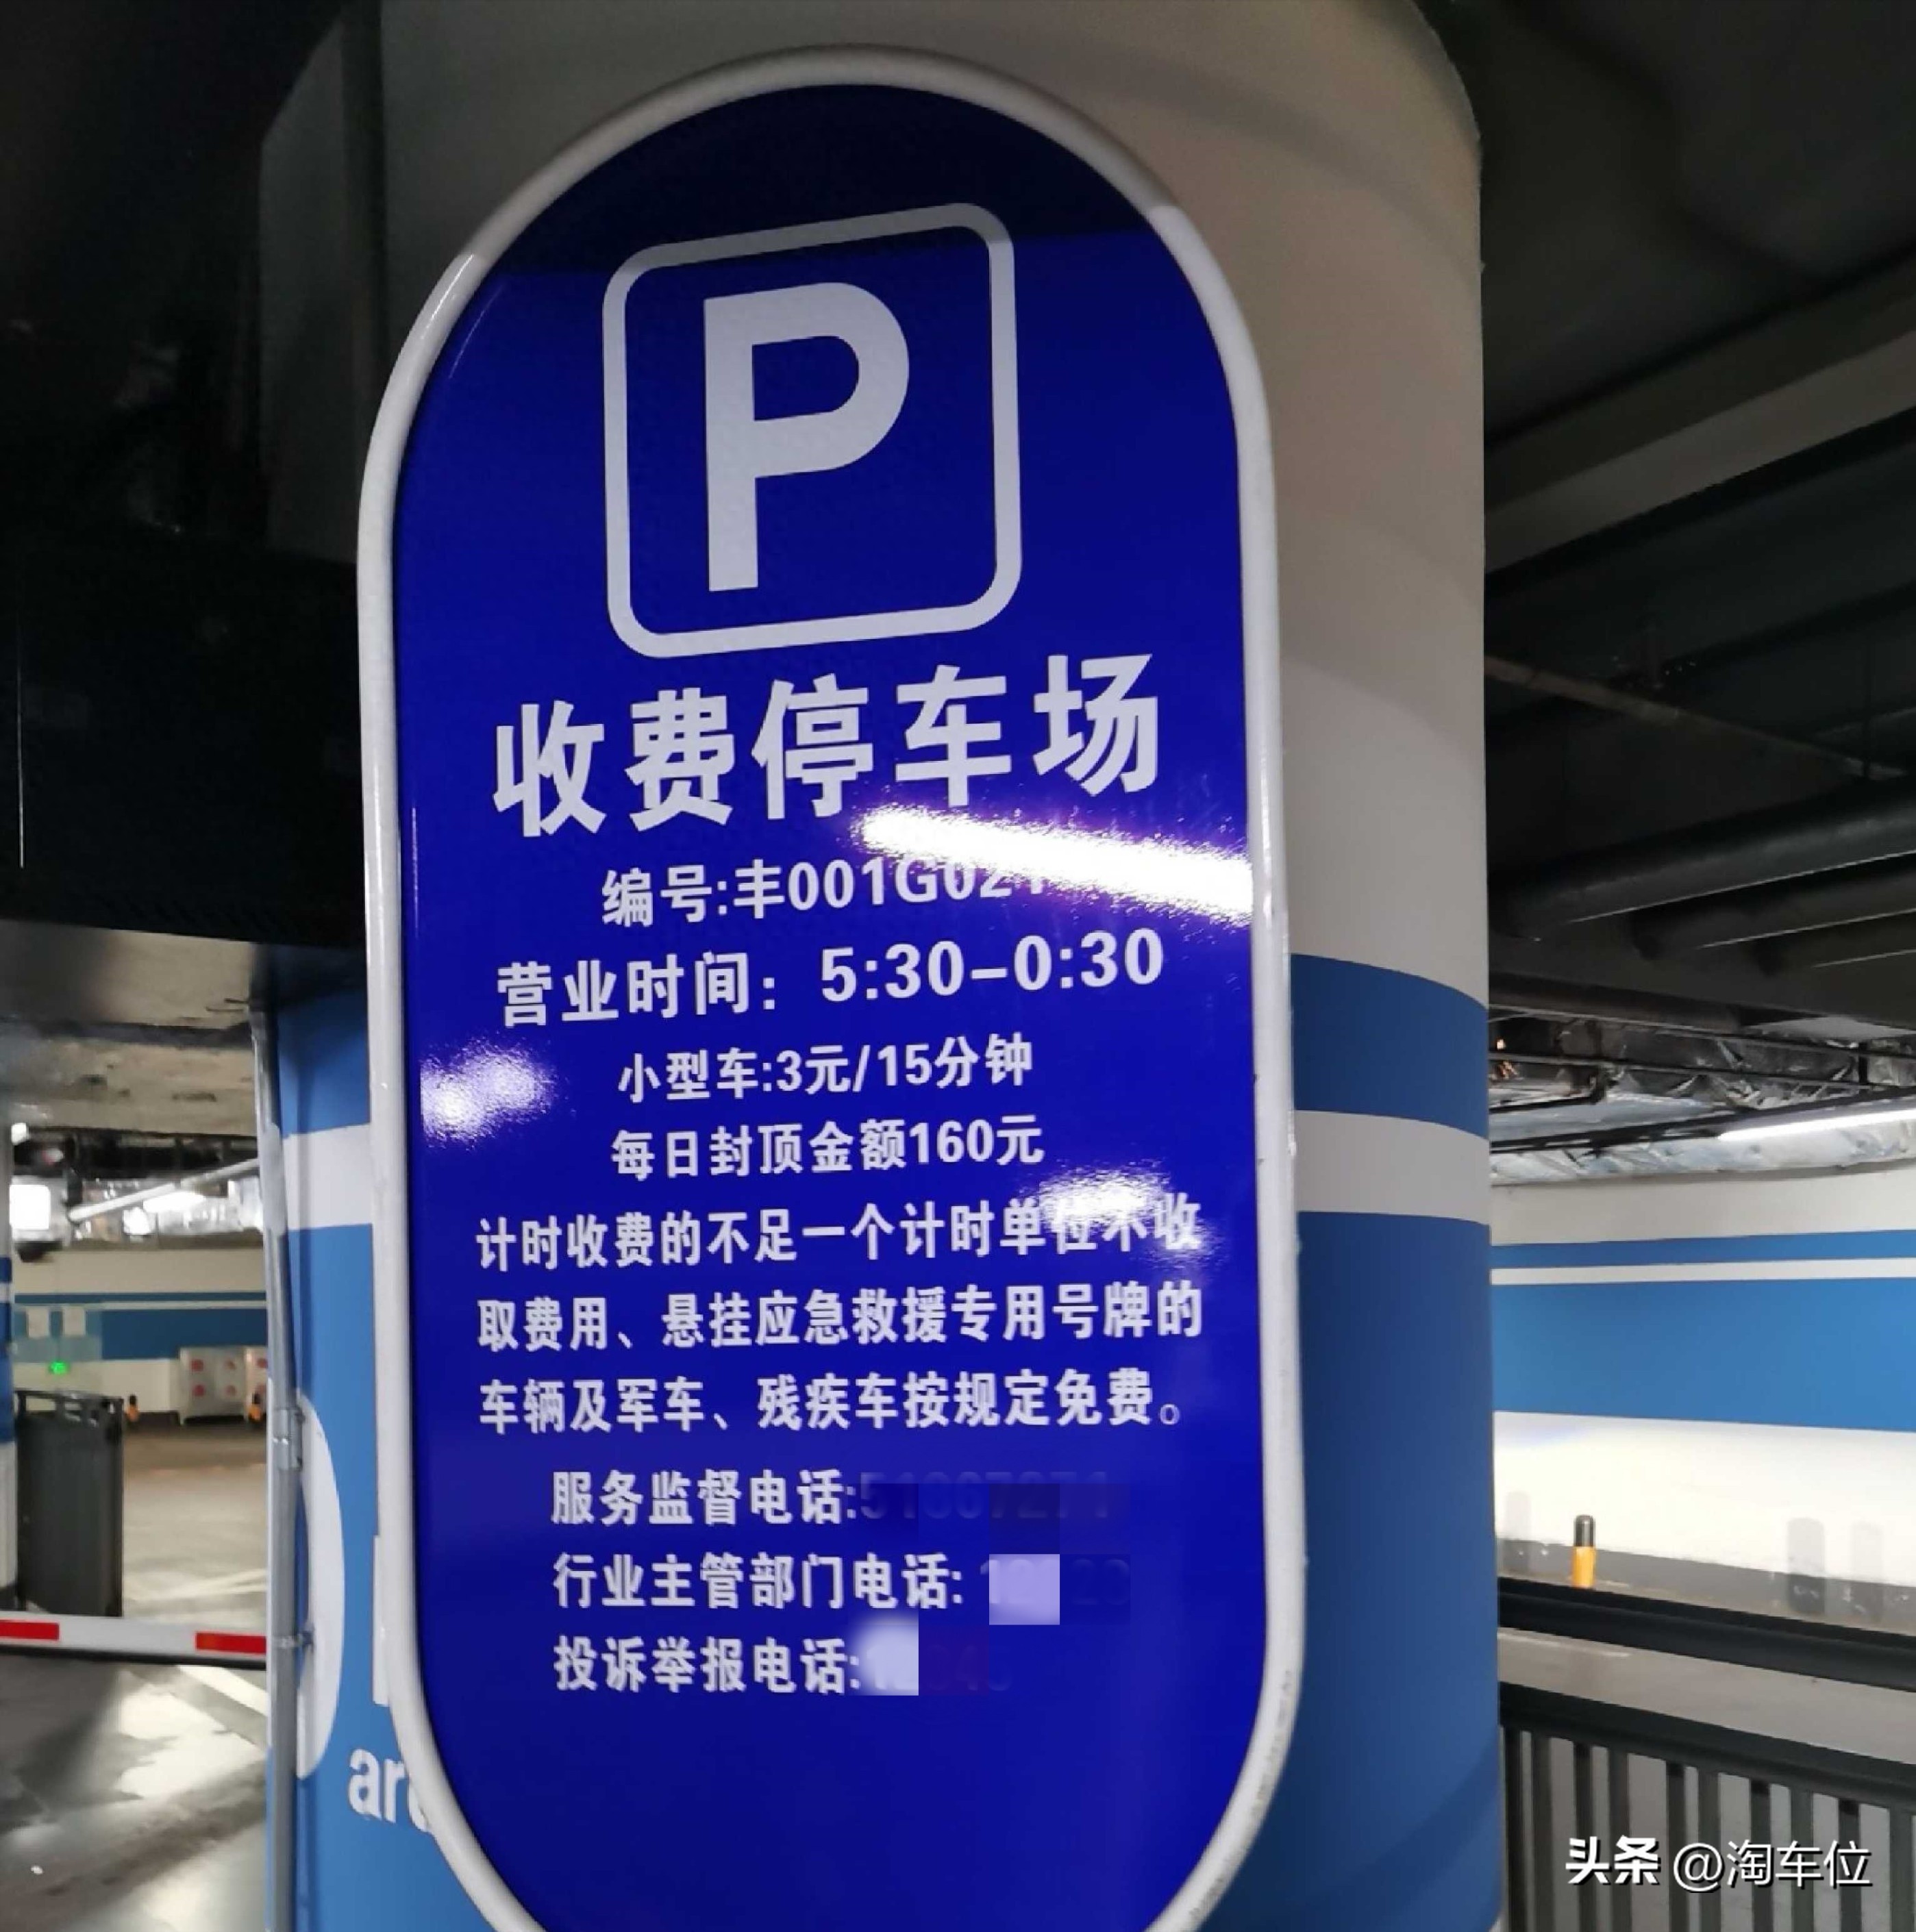 P
收费停车场
编号:丰001G021
营业时间：5:30-0:30
小型车:3元/15分钟
每日封顶金额160元
计时收费的不足一个计时单位不收
取费用、悬挂应急救援专用号牌的
车辆及军车、残疾车按规定免费。
服务监督电话:
行业主管部门电话:
投诉举报电话:
头条 @淘车位